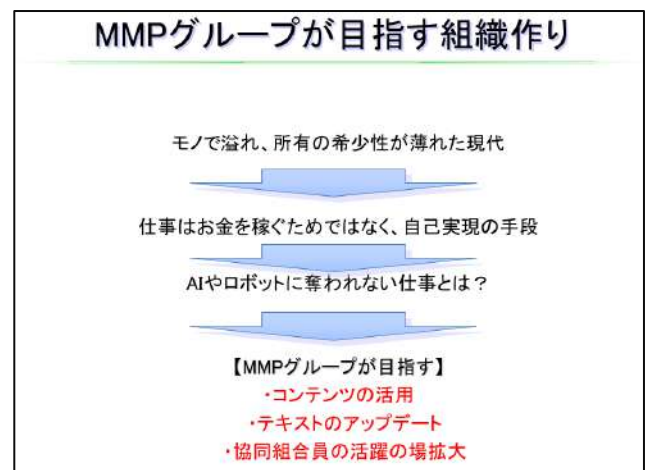 MMPグループが目指す組織作り
モノで溢れ、所有の希少性が薄れた現代
仕事はお金を稼ぐためではなく、自己実現の手段
AIやロボットに奪われない仕事とは？
【MMPグループが目指す】
・コンテンツの活用
・テキストのアップデート
・協同組合員の活躍の場拡大